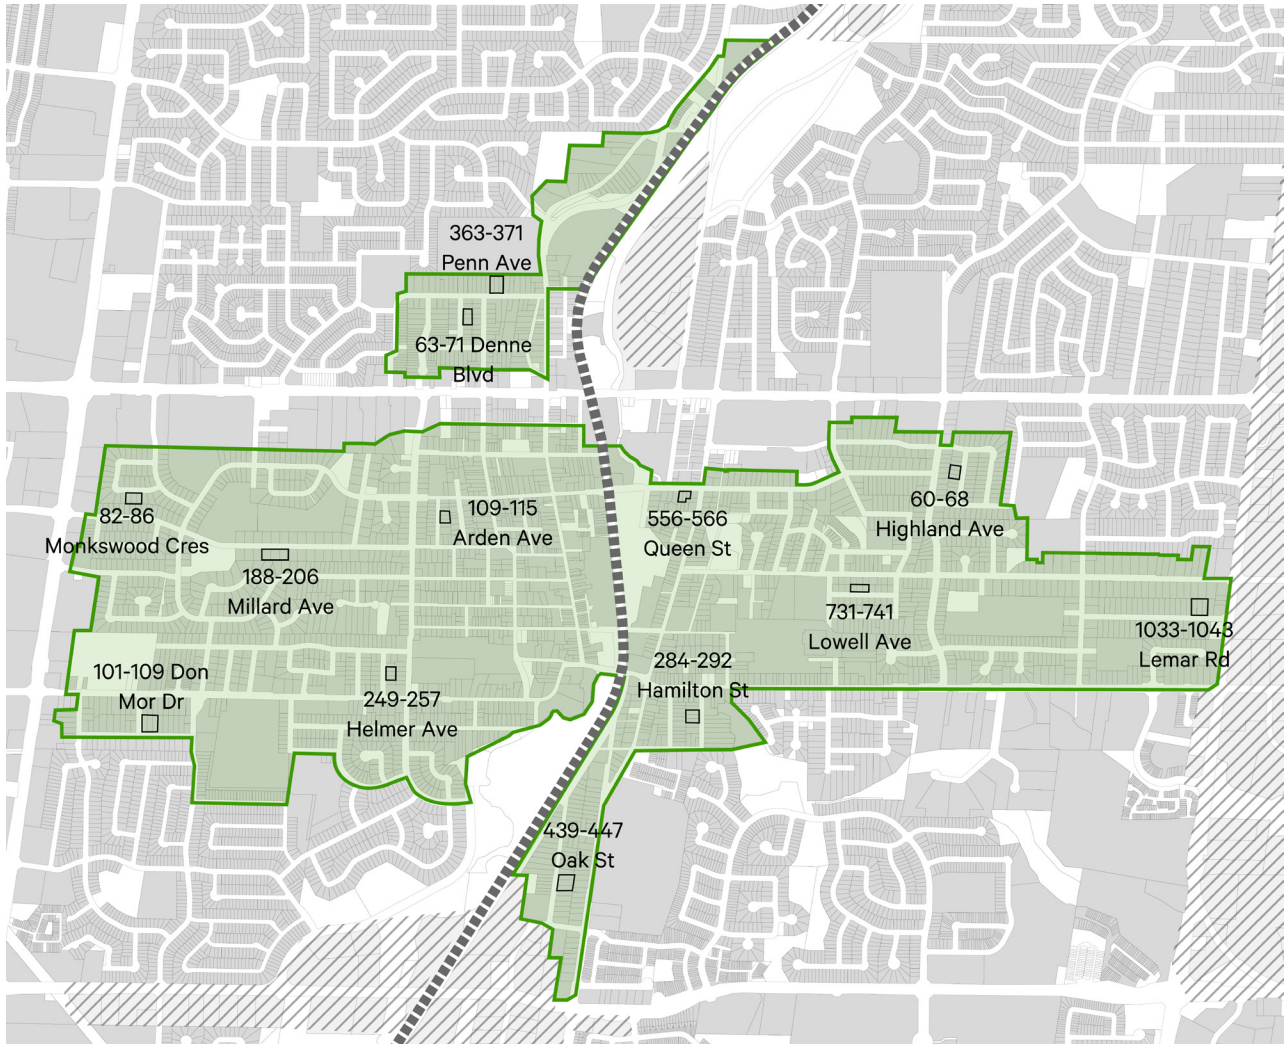 363-371
Penn Ave
63-71 Denne
Blvd
82-86
Monkswood Cres
109-115
Arden Ave
556-566
Queen St
60-68
Highland Ave
188-206
Millard Ave
731-741
Lowell Ave
1033-1043
Lemar Rd
101-109 Don
Mor Dr
249-257
Helmer Ave
284-292
Hamilton St
439-447
Oak St